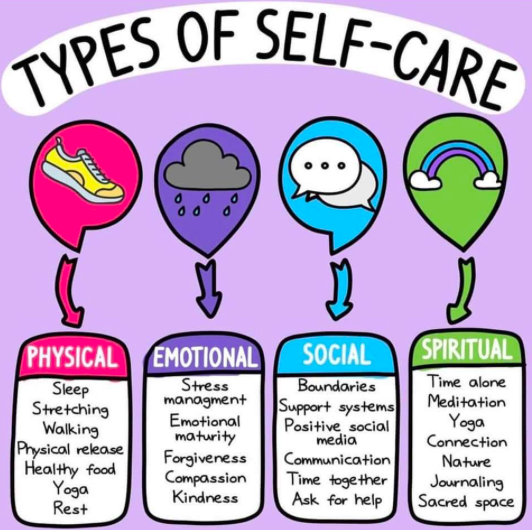 TYPES OF SELF-CARE
PHYSICAL
Sleep
Stretching
Walking
Physical release
Healthy food
Yoga
Rest
EMOTIONAL
Stress
managment
Emotional
maturity
Forgiveness
Compassion
Kindness
SOCIAL
Boundaries
Support systems
Positive social
media
Communication
Time together
Ask for help
SPIRITUAL
Time alone
Meditation
Yoga
Connection
Nature
Journaling
Sacred space